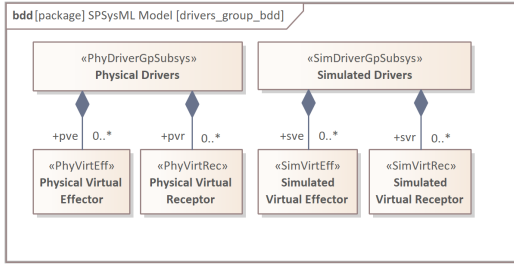 bdd [package] SPSysML Model [drivers_group_bdd]
«PhyDriverGpSubsys»
Physical Drivers
«SimDriverGpSubsys»
Simulated Drivers
+pve 0..* +pvr 0..* +sve 0..* +svr 0..*
«PhyVirtEff»
Physical Virtual
Effector
«PhyVirtRec»
Physical Virtual
Receptor
«SimVirtEff»
Simulated
Virtual Effector
«SimVirtRec»
Simulated
Virtual Receptor